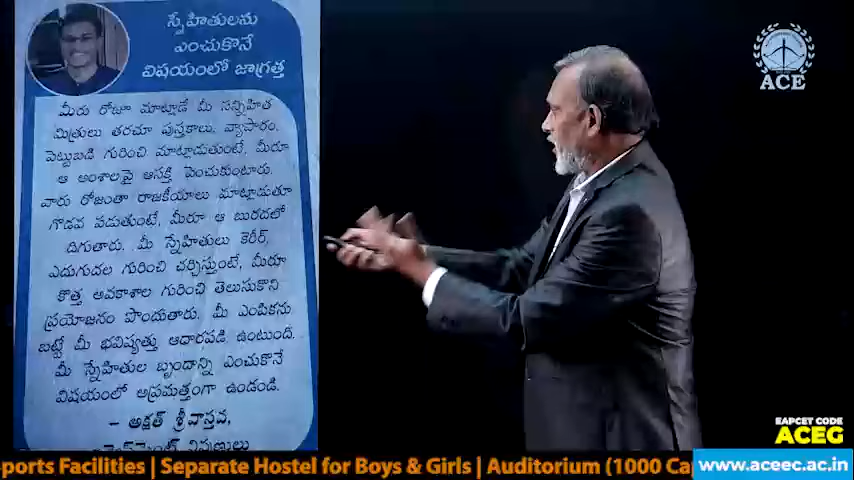 స్నేహితులను
ఎంచుకొనే
విషయంలో జాగ్రత్త
మీరు రోజూ మాట్లాడే మీ సన్నిహిత
మిత్రులు తరచూ పుస్తకాలు, వ్యాపారం,
పెట్టుబడి గురించి మాట్లాడుతుంటే, మీరూ
ఆ అంశాలపై ఆసక్తి పెంచుకుంటారు.
వారు రోజంతా రాజకీయాలు మాట్లాడుతూ
గొడవ పడుతుంటే, మీరూ ఆ బురదలో
దిగుతారు. మీ స్నేహితులు కెరీర్,
ఎదుగుదల గురించి చర్చిస్తుంటే, మీరూ
కొత్త అవకాశాల గురించి తెలుసుకొని
ప్రయోజనం పొందుతారు. మీ ఎంపికను
బట్టే మీ భవిష్యత్తు ఆధారపడి ఉంటుంది.
మీ స్నేహితుల బృందాన్ని ఎంచుకొనే
విషయంలో అప్రమత్తంగా ఉండండి.
– అక్షత్ శ్రీవాస్తవ,
ACE
EAPCET CODE
ACEG
ports Facilities | Separate Hostel for Boys & Girls | Auditorium (1000 Ca
www.aceec.ac.in